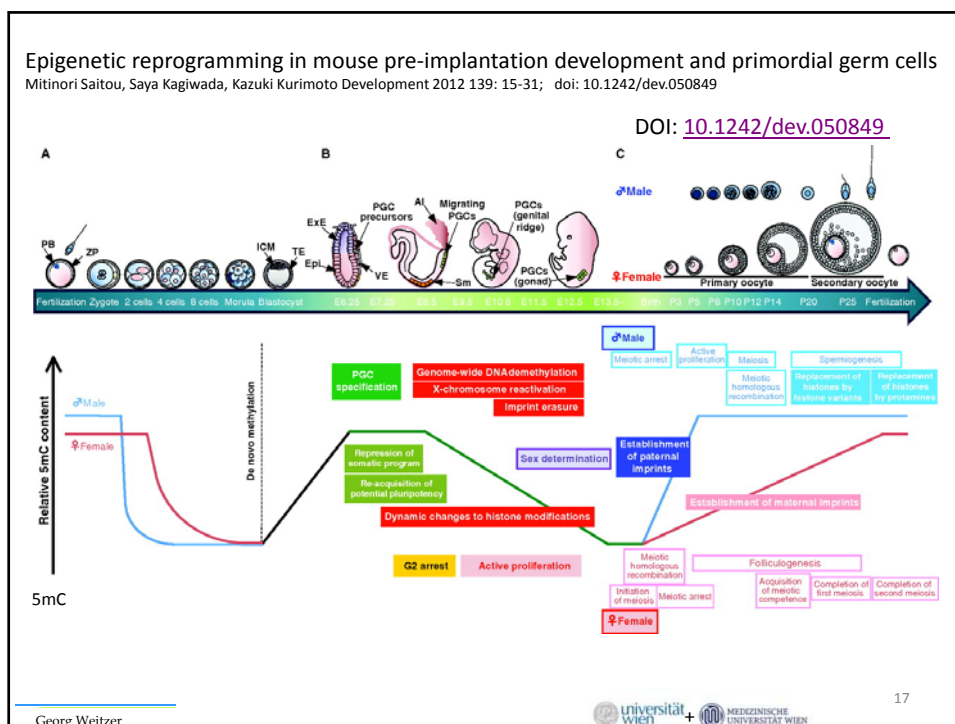 Epigenetic reprogramming in mouse pre-implantation development and primordial germ cells
Mitinori Saitou, Saya Kagiwada, Kazuki Kurimoto Development 2012 139: 15-31; doi: 10.1242/dev.050849
DOI: 10.1242/dev.050849
A B C
♂Male
PB
ZP
ICM
TE
ExE
PGC
precursors
Epi
VE
Al
Migrating
PGCs
Sm
PGCs
(genital
ridge)
PGCs
(gonad)
♀Female
Primary oocyte
Secondary oocyte
Fertilization Zygote 2 cells 4 cells 8 cells Morula Blastocyst E6.25 E7.25 E8.5 E9.5 E10.5 E11.5 E12.5 E13.5- Birth P3 P5 P8 P10 P12 P14 P20 P25 Fertilization
♂Male
Meiotic arrest
Active
proliferation
Meiosis
Meiotic
homologous
recombination
Spermiogenesis
Replacement of
histones by
histone variants
Replacement
of histones
by protamines
PGC
specification
Genome-wide DNA demethylation
X-chromosome reactivation
Imprint erasure
Relative 5mC content
♂Male
♀Female
De novo methylation
Repression of
somatic program
Re-acquisition of
potential pluripotency
Sex determination
Establishment
of paternal
imprints
Establishment of maternal imprints
Dynamic changes to histone modifications
G2 arrest
Active proliferation
Meiotic
homologous
recombination
Initiation
of meiosis
Meiotic arrest
Folliculogenesis
Acquisition
of meiotic
competence
Completion of
first meiosis
Completion of
second meiosis
♀Female
5mC
17
Georg Weitzer
universität
wien
+
MEDIZINISCHE
UNIVERSITÄT WIEN